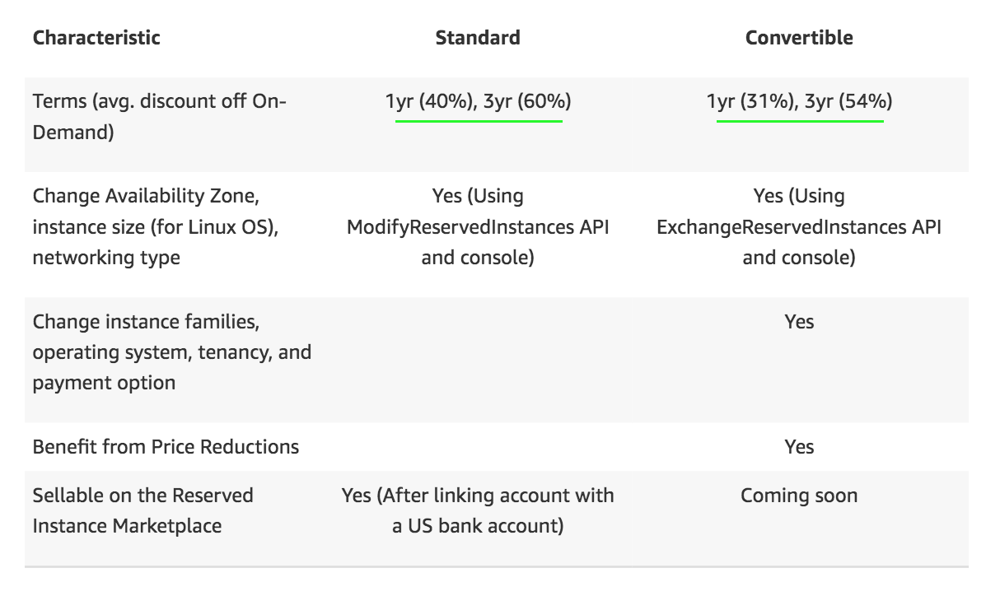 Characteristic Standard Convertible
Terms (avg. discount off On- 1yr (40%), 3yr (60%) 1yr (31%), 3yr (54%)
Demand)
Change Availability Zone, Yes (Using Yes (Using
instance size (for Linux OS), ModifyReservedInstances API ExchangeReservedInstances API
networking type and console) and console)
Change instance families, Yes
operating system, tenancy, and
payment option
Benefit from Price Reductions Yes
Sellable on the Reserved Yes (After linking account with Coming soon
Instance Marketplace a US bank account)